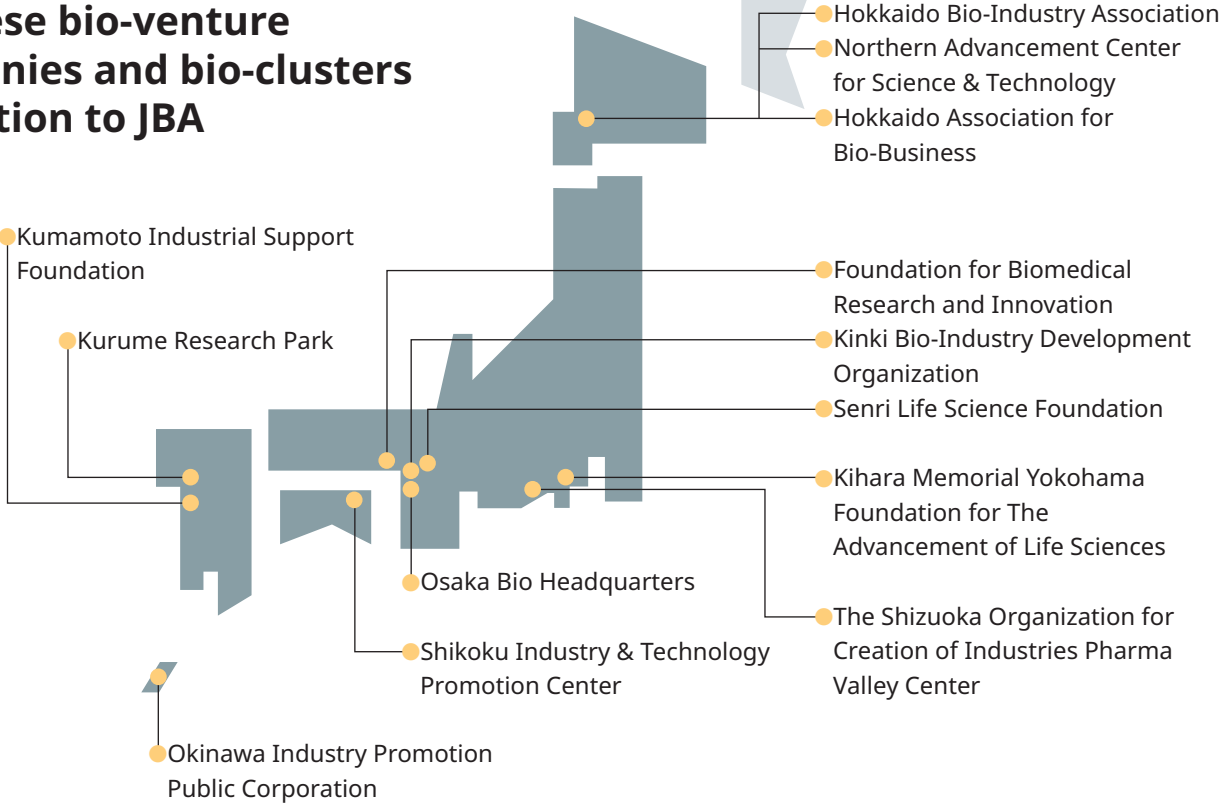 ese bio-venture
nies and bio-clusters
tion to JBA
Hokkaido Bio-Industry Association
Northern Advancement Center
for Science & Technology
Hokkaido Association for
Bio-Business
Kumamoto Industrial Support
Foundation
Kurume Research Park
Foundation for Biomedical
Research and Innovation
Kinki Bio-Industry Development
Organization
Senri Life Science Foundation
Kihara Memorial Yokohama
Foundation for The
Advancement of Life Sciences
Osaka Bio Headquarters
The Shizuoka Organization for
Creation of Industries Pharma
Valley Center
Shikoku Industry & Technology
Promotion Center
Okinawa Industry Promotion
Public Corporation